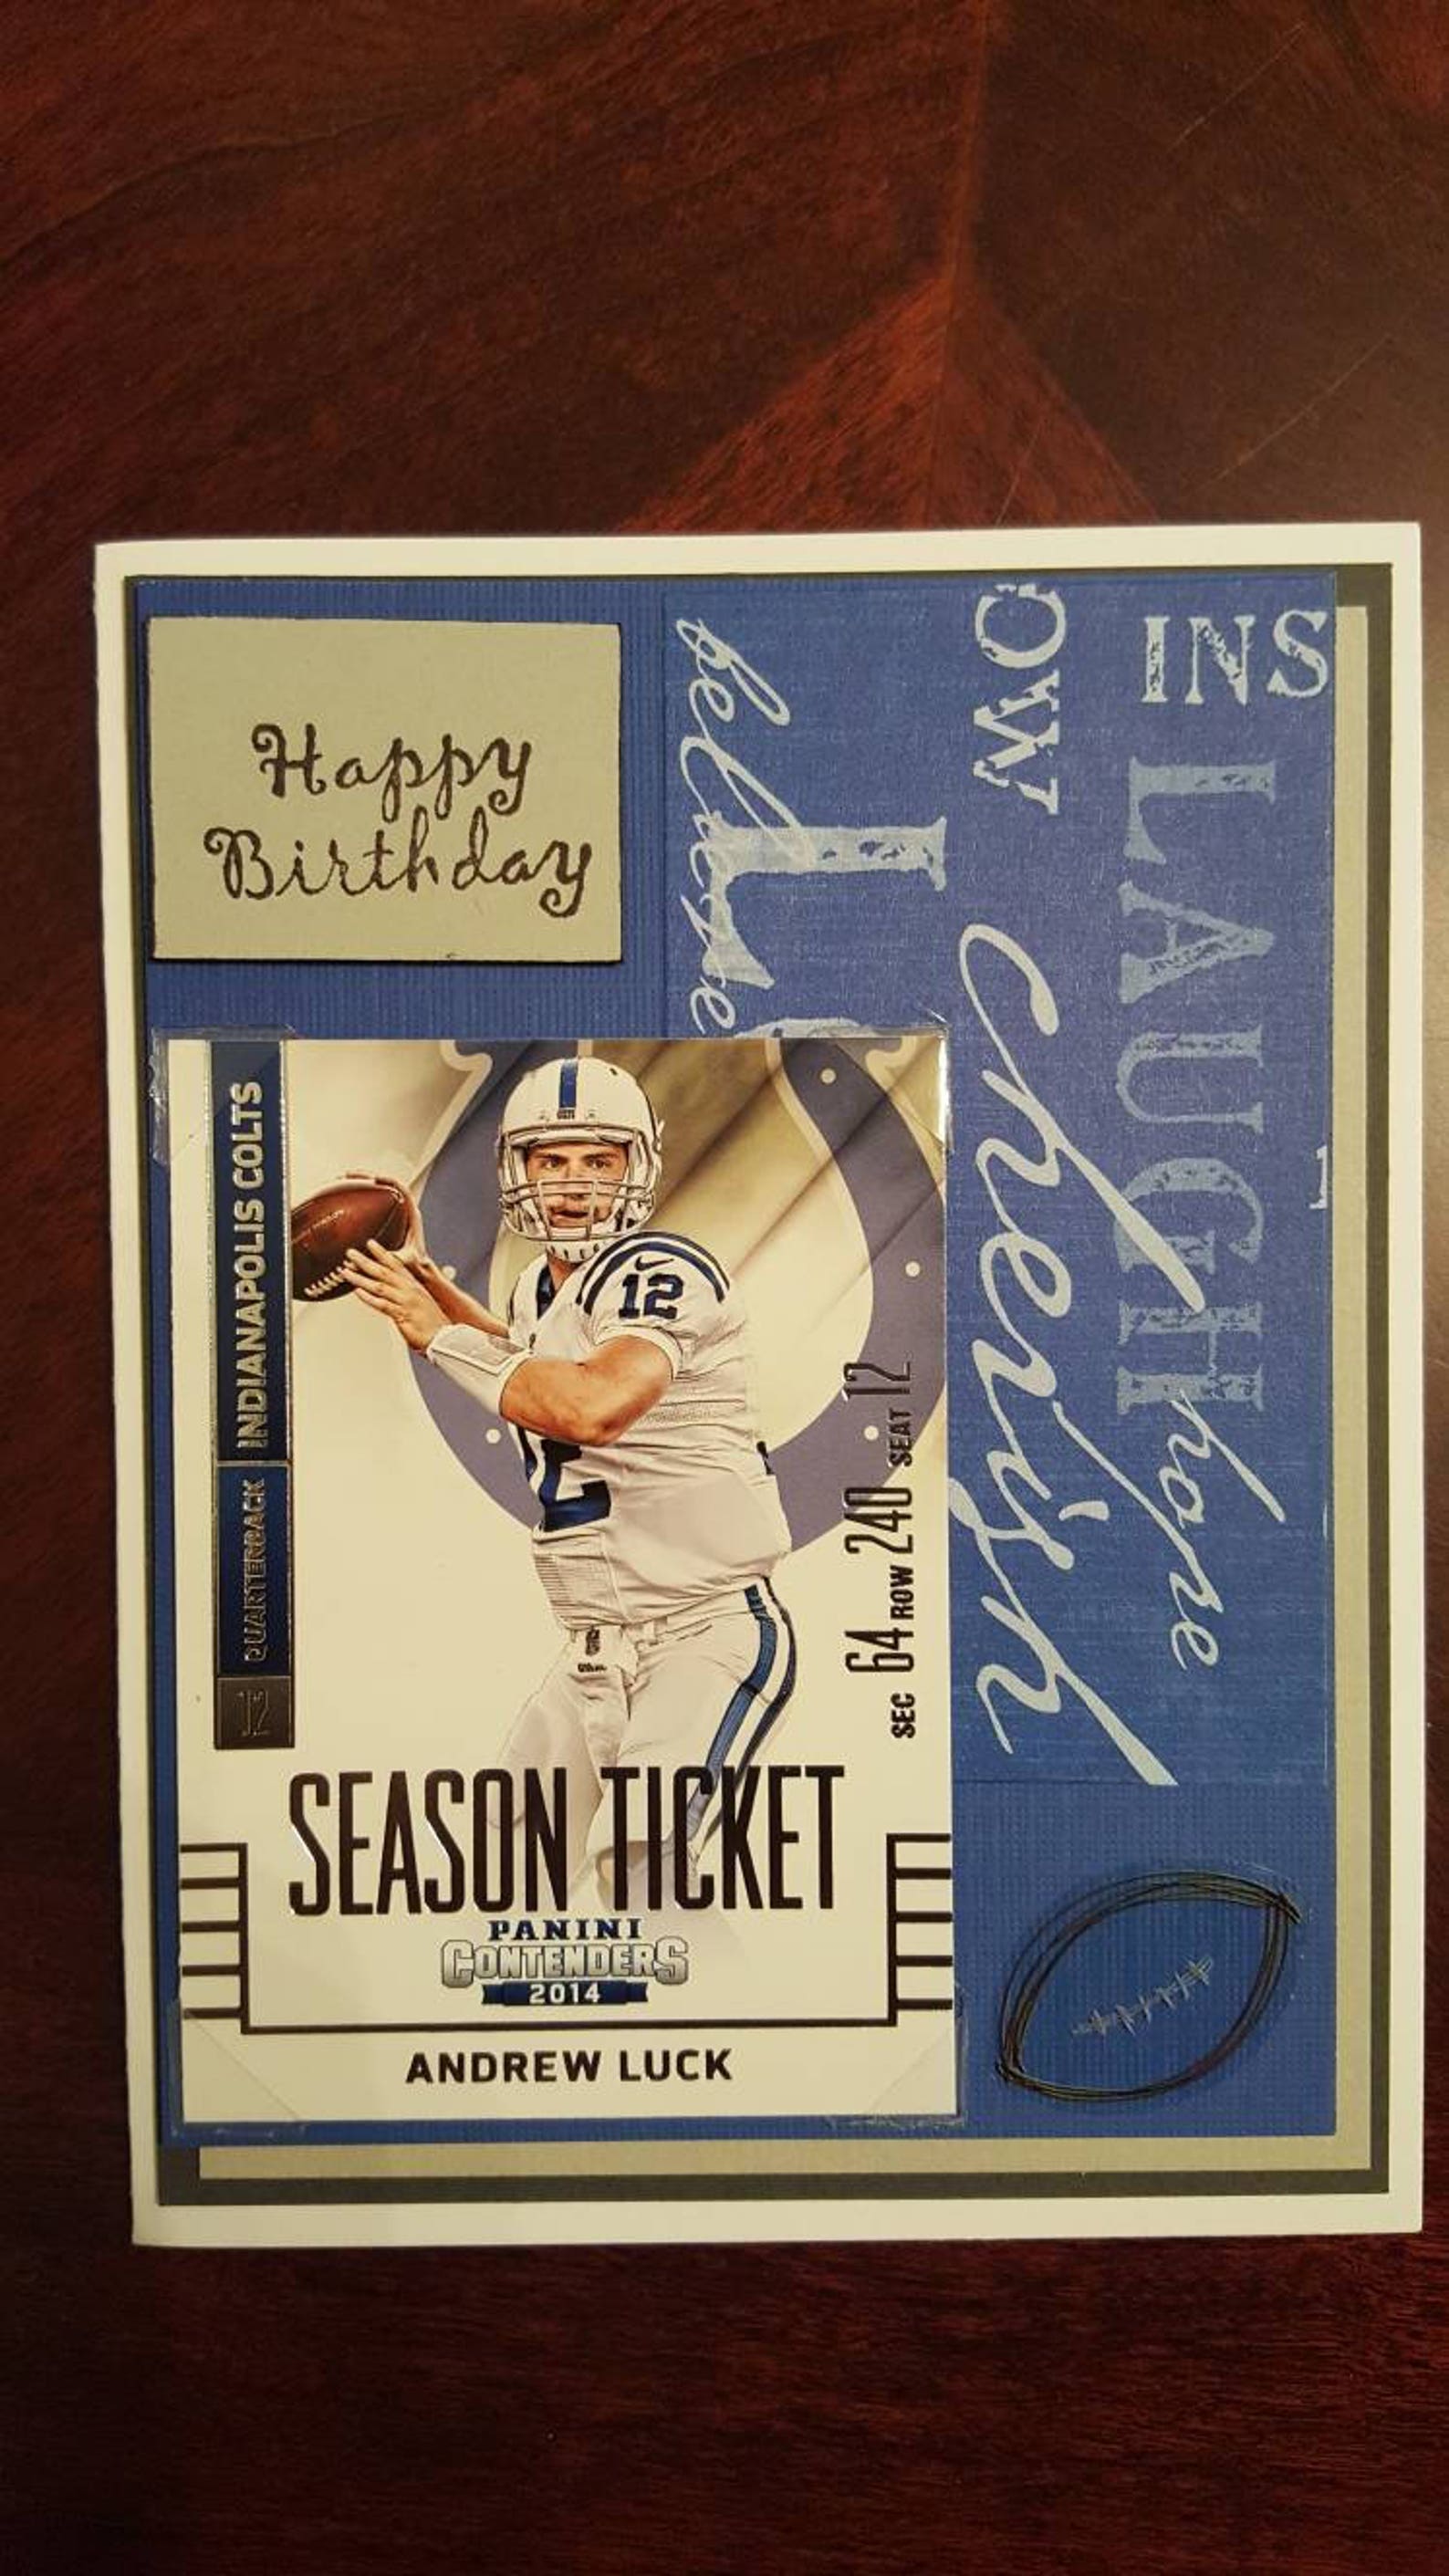 Happy
Birthday
believe
L
OW
INS
LAUGH
cherish
hope
INDIANAPOLIS COLTS
QUARTERBACK
12
12
SEC 64 ROW 240 SEAT 12
SEASON TICKET
PANINI
CONTENDERS
2014
ANDREW LUCK